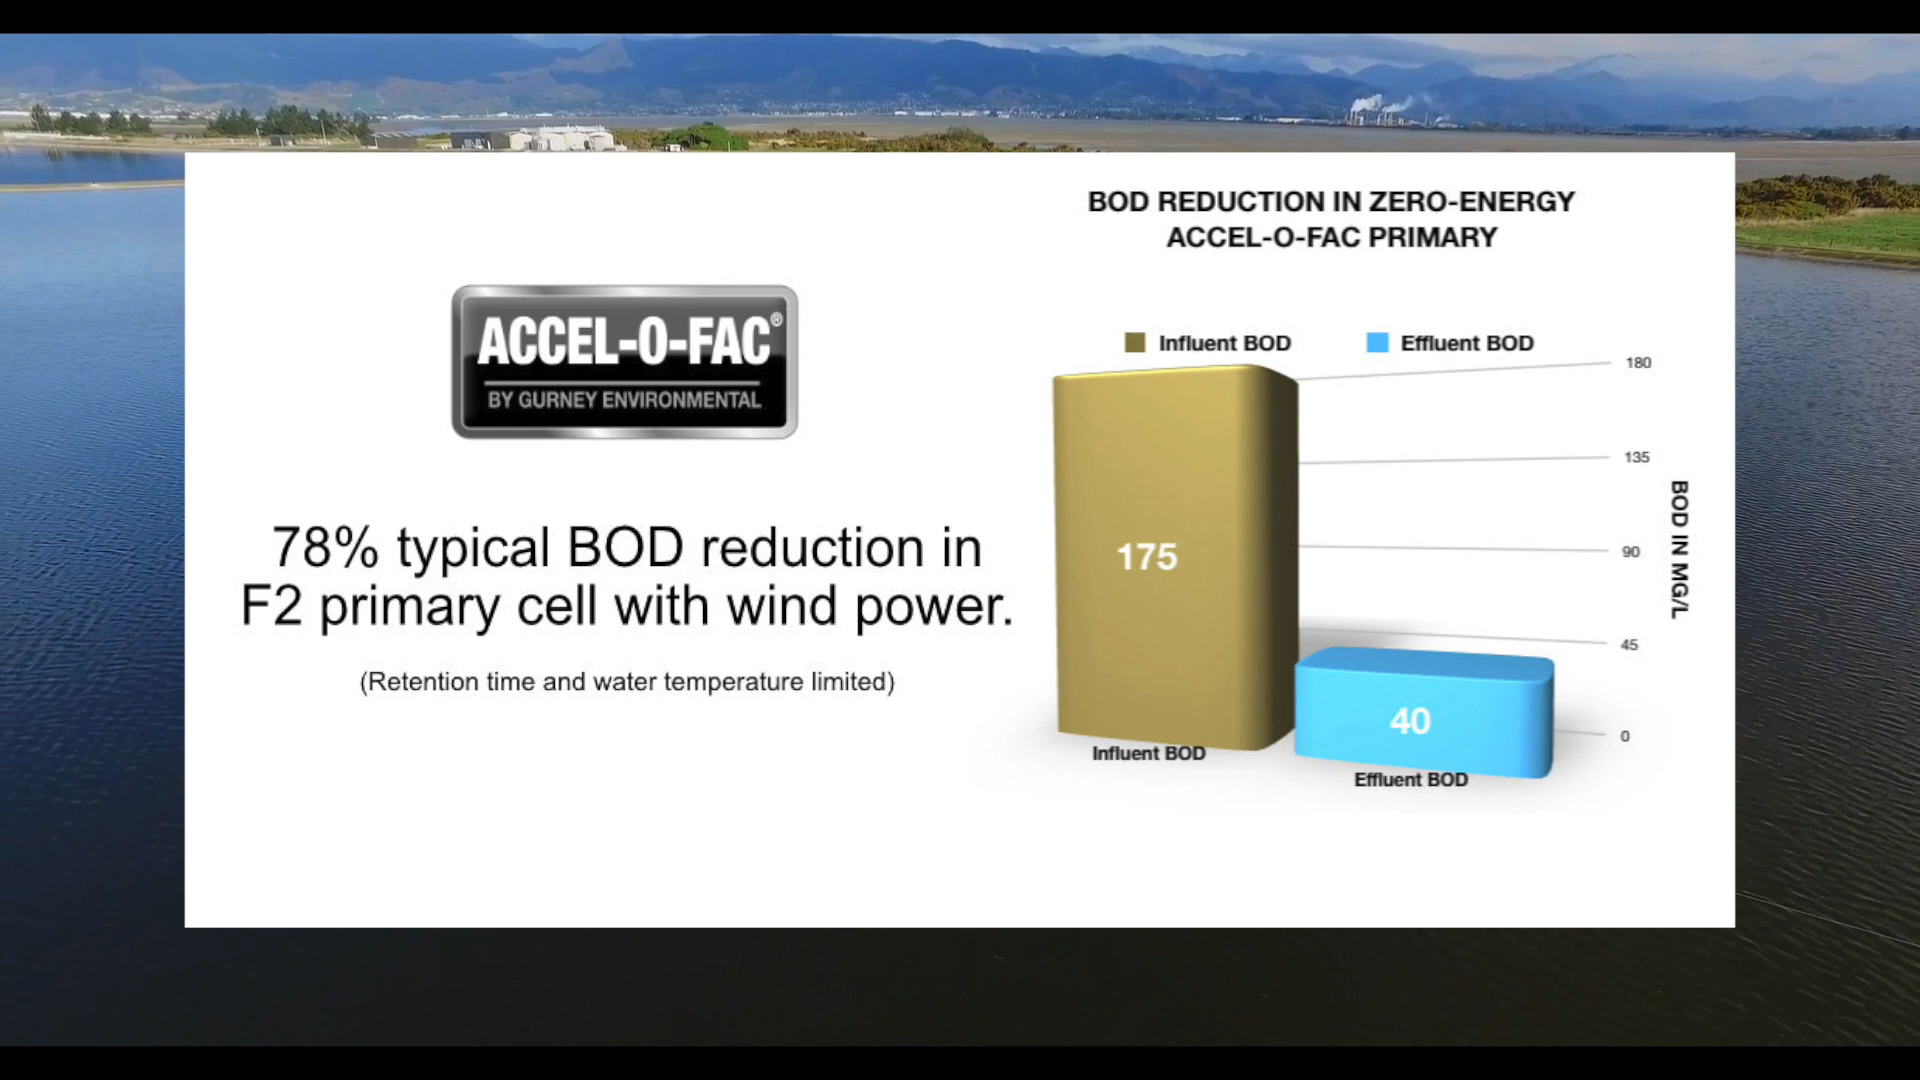 ACCEL-O-FAC®
BY GURNEY ENVIRONMENTAL
78% typical BOD reduction in
F2 primary cell with wind power.
(Retention time and water temperature limited)
BOD REDUCTION IN ZERO-ENERGY
ACCEL-O-FAC PRIMARY
Influent BOD
Effluent BOD
180
135
90
45
0
BOD IN MG/L
175
40
Influent BOD
Effluent BOD